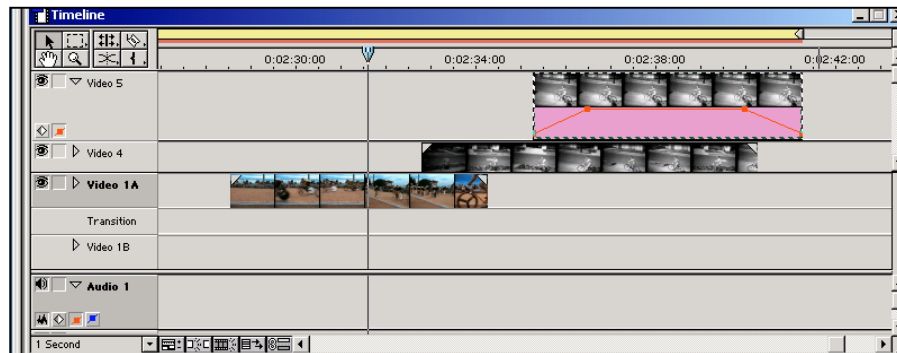 Timeline
0:02:30:00 0:02:34:00 0:02:38:00 0:02:42:00
Video 5
Video 4
Video 1A
Transition
Video 1B
Audio 1
1 Second